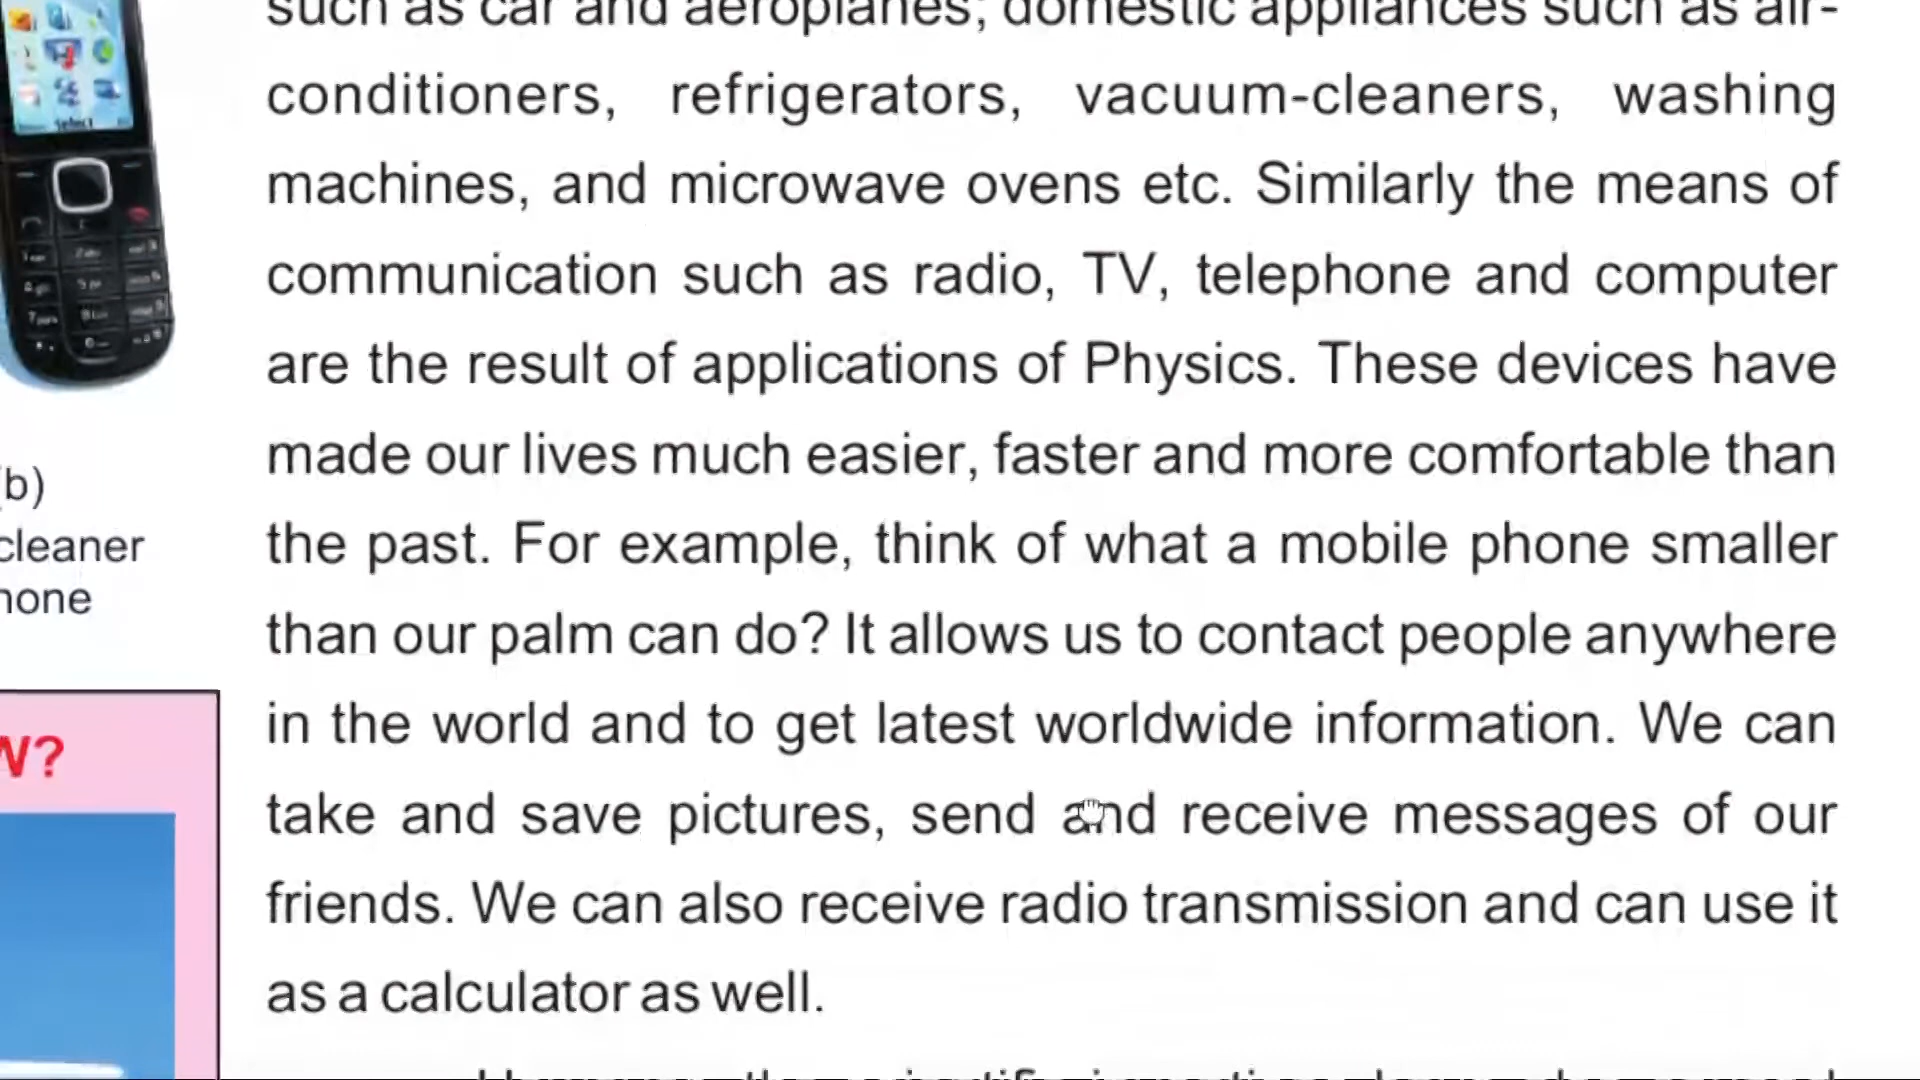 such as car and aeroplanes; domestic appliances such as air-
conditioners, refrigerators, vacuum-cleaners, washing
machines, and microwave ovens etc. Similarly the means of
communication such as radio, TV, telephone and computer
are the result of applications of Physics. These devices have
made our lives much easier, faster and more comfortable than
the past. For example, think of what a mobile phone smaller
than our palm can do? It allows us to contact people anywhere
in the world and to get latest worldwide information. We can
take and save pictures, send and receive messages of our
friends. We can also receive radio transmission and can use it
as a calculator as well.
select
(b)
cleaner
hone
W?